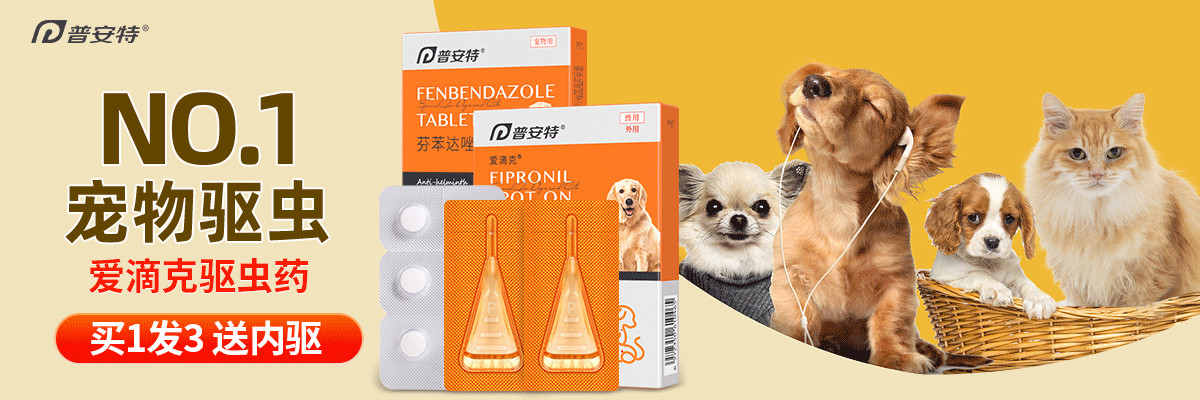 普安特®
NO.1
宠物驱虫
爱滴克驱虫药
买1发3 送内驱
普安特®
宠物用
FENBENDAZOLE
TABLET
芬苯达唑
Anti-helminth
普安特®
兽用
外用
爱滴克®
FIPRONIL